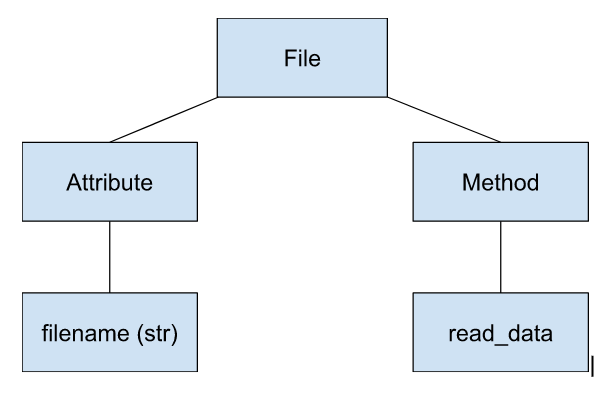 File
Attribute
Method
filename (str)
read_data